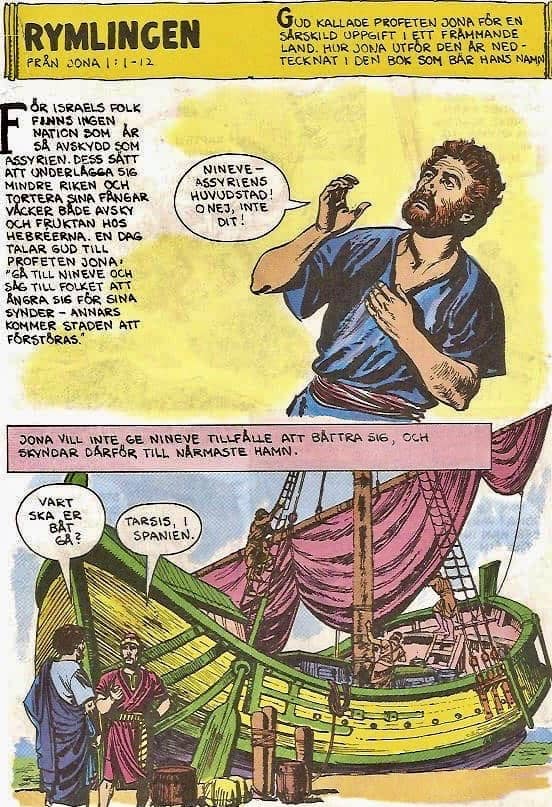 RYMLINGEN
FRÅN JONA 1:1-12
GUD KALLADE PROFETEN JONA FÖR EN
SÄRSKILD UPPGIFT I ETT FRÄMMANDE
LAND. HUR JONA UTFÖR DEN ÄR NED-
TECKNAT I DEN BOK SOM BÄR HANS NAMN
FÖR ISRAELS FOLK
FINNS INGEN
NATION SOM ÄR
SÅ AVSKYDD SOM
ASSYRIEN. DESS SÄTT
ATT UNDERLÄGGA SIG
MINDRE RIKEN OCH
TORTERA SINA FÅNGAR
VÄCKER BÅDE AVSKY
OCH FRUKTAN HOS
HEBRÉERNA. EN DAG
TALAR GUD TILL
PROFETEN JONA:
"GÅ TILL NINEVE OCH
SÄG TILL FOLKET ATT
ÅNGRA SIG FÖR SINA
SYNDER - ANNARS
KOMMER STADEN ATT
FÖRSTÖRAS."
NINEVE-
ASSYRIENS
HUVUDSTAD!
O NEJ, INTE
DIT!
JONA VILL INTE GE NINEVE TILLFÄLLE ATT BÄTTRA SIG, OCH
SKYNDAR DÄRFÖR TILL NÄRMASTE HAMN.
VART
SKA ER
BÅT
GÅ?
TARSIS, I
SPANIEN.